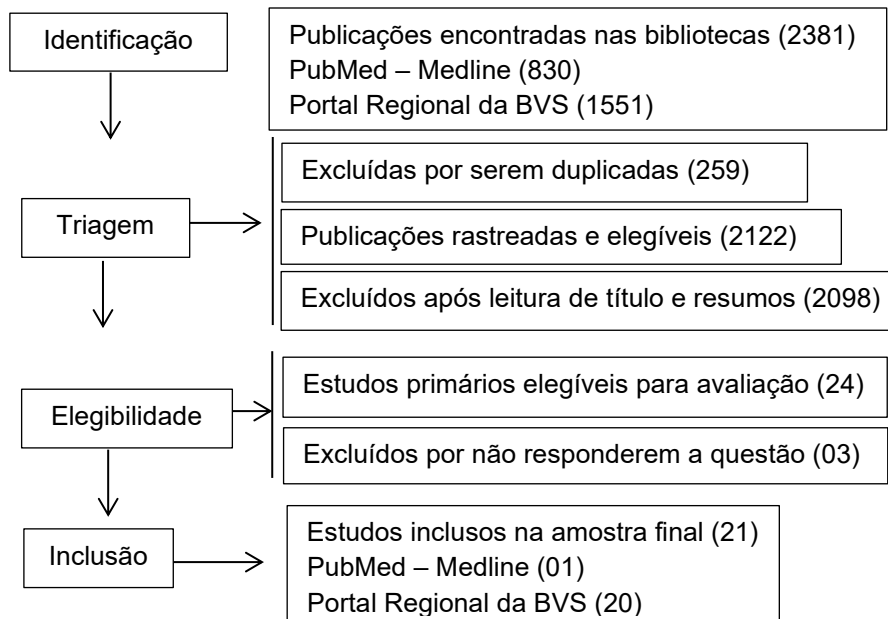 Identificação
Publicações encontradas nas bibliotecas (2381)
PubMed – Medline (830)
Portal Regional da BVS (1551)
Triagem
Excluídas por serem duplicadas (259)
Publicações rastreadas e elegíveis (2122)
Excluídos após leitura de título e resumos (2098)
Elegibilidade
Estudos primários elegíveis para avaliação (24)
Excluídos por não responderem a questão (03)
Inclusão
Estudos inclusos na amostra final (21)
PubMed – Medline (01)
Portal Regional da BVS (20)